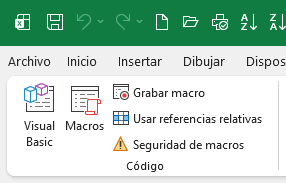 Archivo Inicio Insertar Dibujar Dispos
Visual Basic
Macros
Grabar macro
Usar referencias relativas
Seguridad de macros
Código